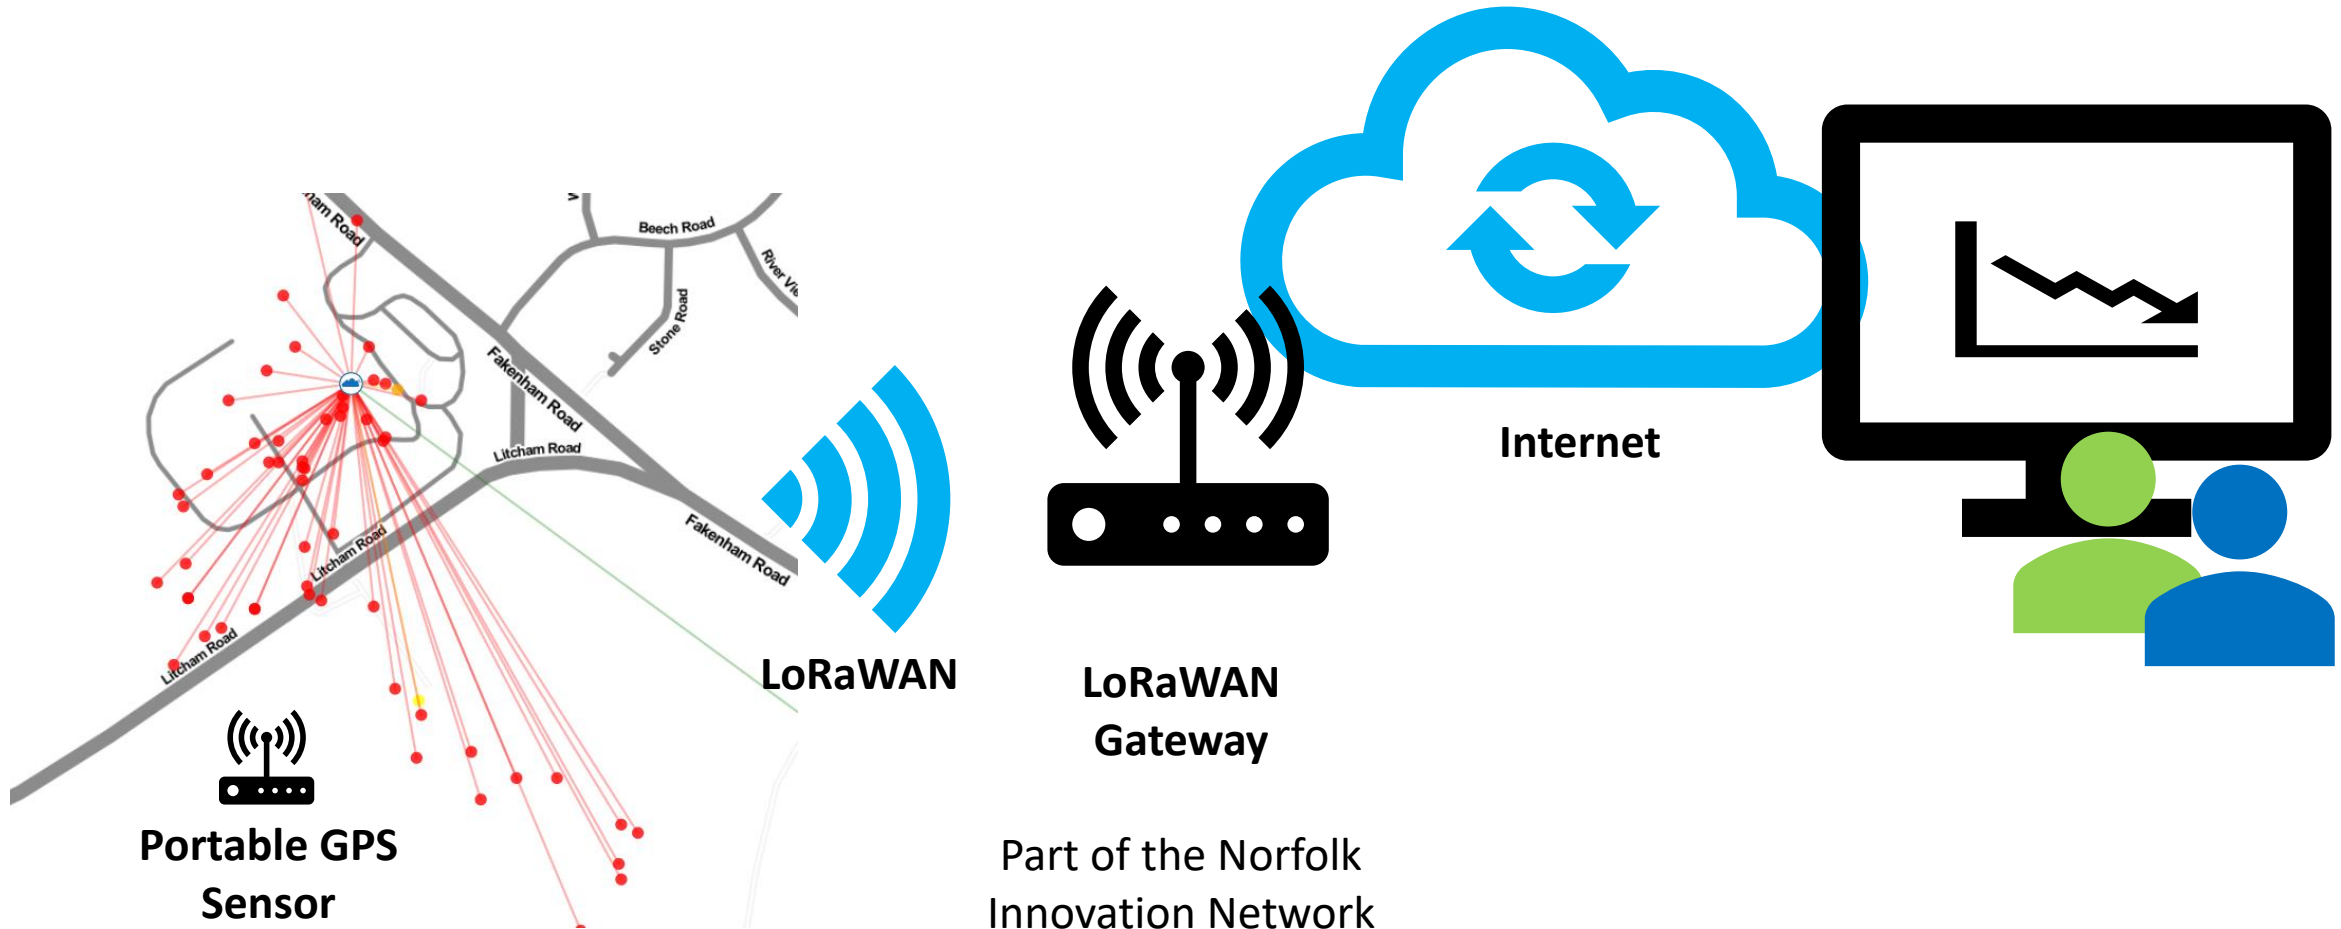 ham Road
Beech Road
River Vie
Stone Road
Fakenham Road
Litcham Road
Fakenham Road
Litcham Road
Litcham Road
Portable GPS
Sensor
LoRaWAN
LoRaWAN
Gateway
Part of the Norfolk
Innovation Network
Internet